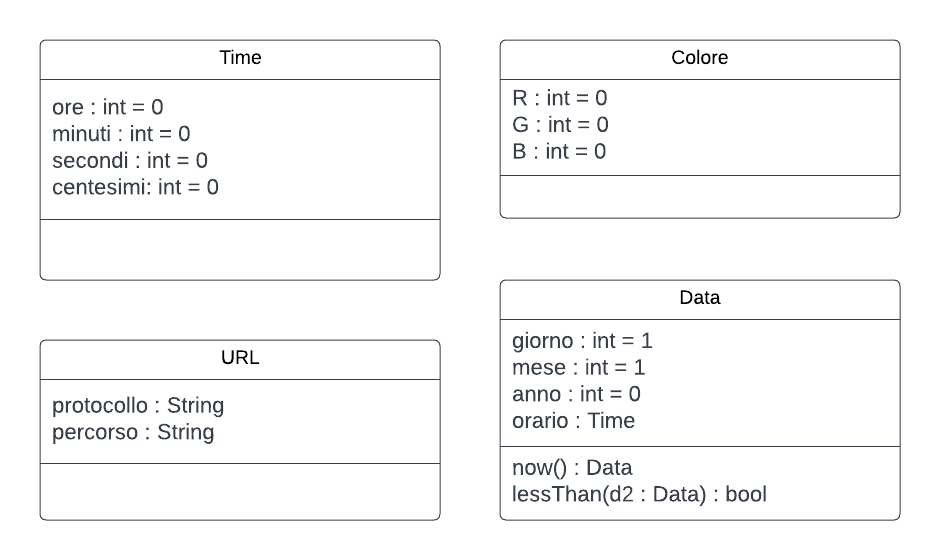 Time
ore : int = 0
minuti : int = 0
secondi : int = 0
centesimi: int = 0
Colore
R : int = 0
G : int = 0
B : int = 0
URL
protocollo : String
percorso : String
Data
giorno : int = 1
mese : int = 1
anno : int = 0
orario : Time
now() : Data
lessThan(d2 : Data) : bool